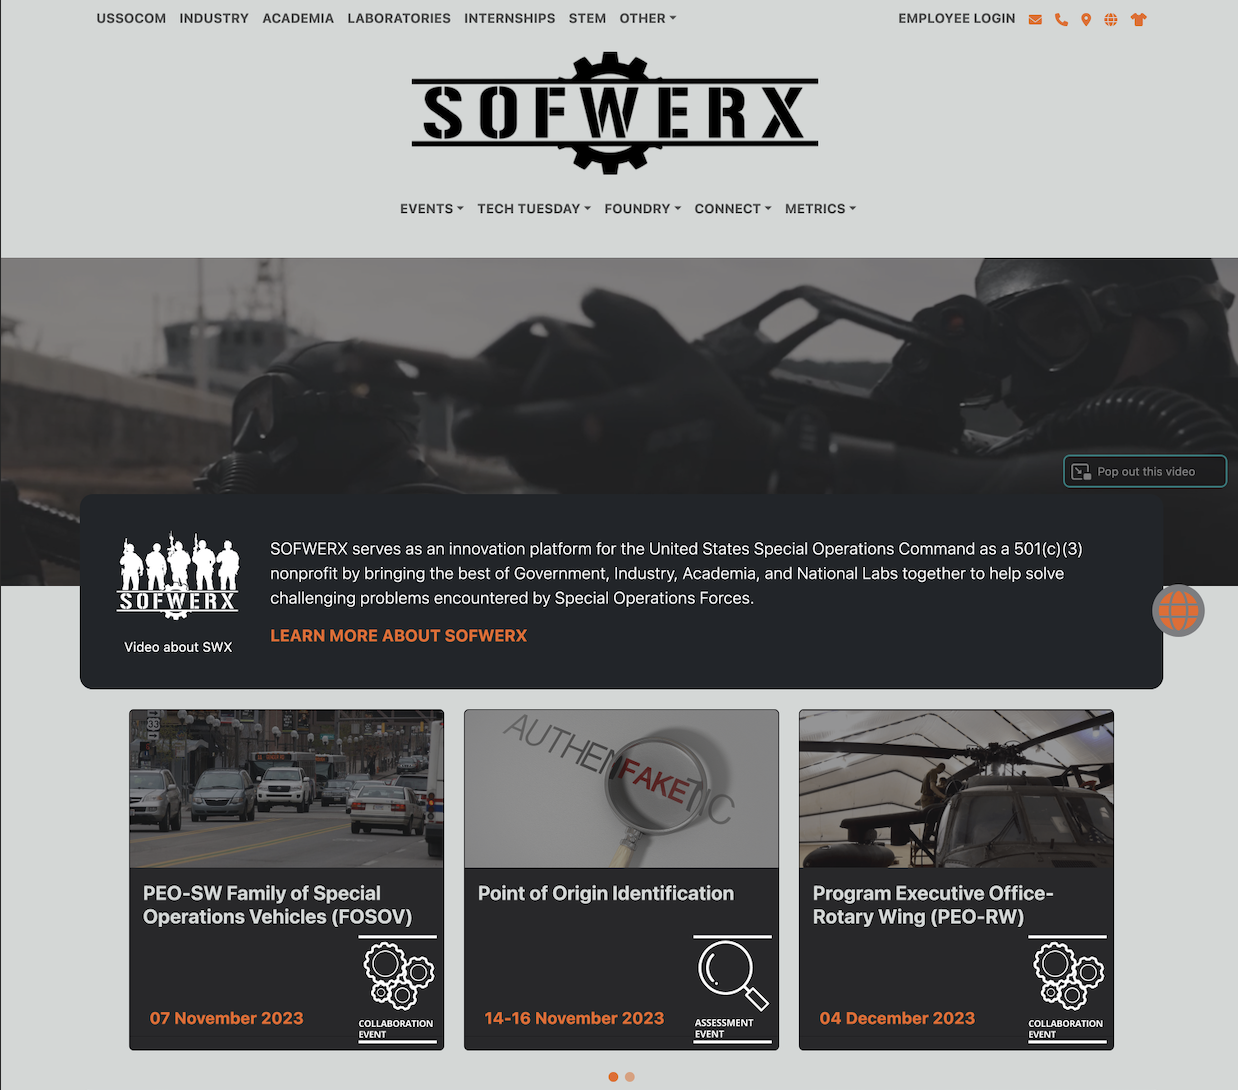 USSOCOM INDUSTRY ACADEMIA LABORATORIES INTERNSHIPS STEM OTHER EMPLOYEE LOGIN
SOFWERX
EVENTS TECH TUESDAY FOUNDRY CONNECT METRICS
Pop out this video
SOFWERX serves as an innovation platform for the United States Special Operations Command as a 501(c)(3)
nonprofit by bringing the best of Government, Industry, Academia, and National Labs together to help solve
challenging problems encountered by Special Operations Forces.
SOFWERX
LEARN MORE ABOUT SOFWERX
Video about SWX
33
AUTHENFAKETIC
PEO-SW Family of Special
Operations Vehicles (FOSOV)
07 November 2023
COLLABORATION
EVENT
Point of Origin Identification
14-16 November 2023
ASSESSMENT
EVENT
Program Executive Office-
Rotary Wing (PEO-RW)
04 December 2023
COLLABORATION
EVENT